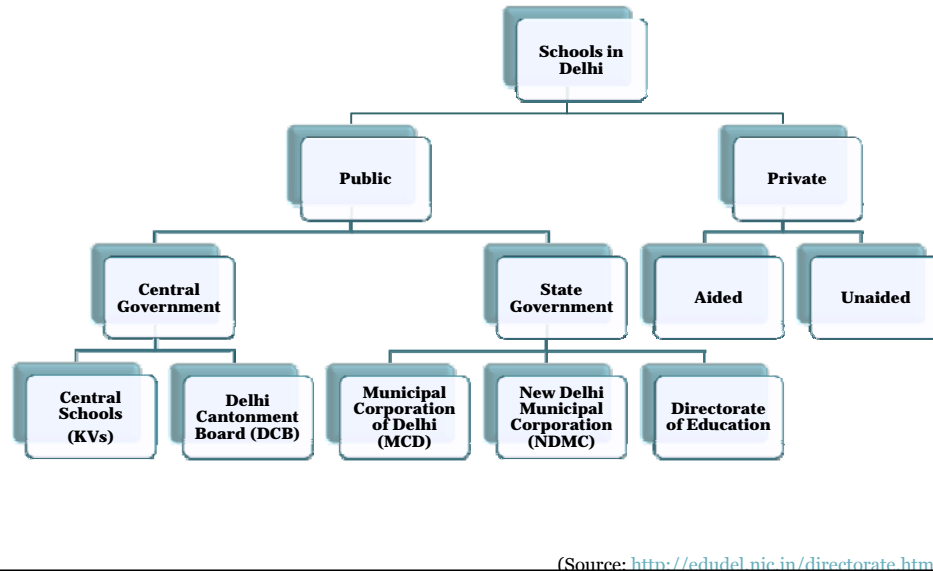 Schools in
Delhi
Public
Private
Central
Government
State
Government
Aided
Unaided
Central
Schools
(KVs)
Delhi
Cantonment
Board (DCB)
Municipal
Corporation
of Delhi
(MCD)
New Delhi
Municipal
Corporation
(NDMC)
Directorate
of Education
(Source: http://edudel.nic.in/directorate.htm